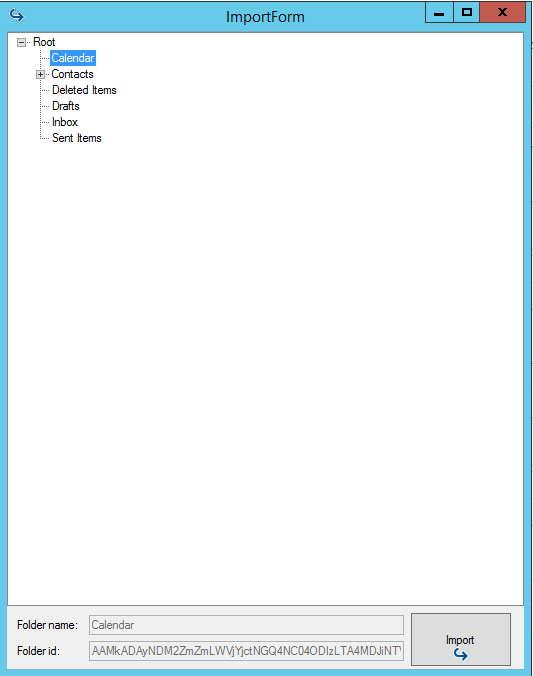 ImportForm
Root
Calendar
Contacts
Deleted Items
Drafts
Inbox
Sent Items
Folder name: Calendar
Folder id: AAMkADAyNDM2ZmZmLWVjYjctNGQ4NC04ODIzLTA4MDJiNT
Import